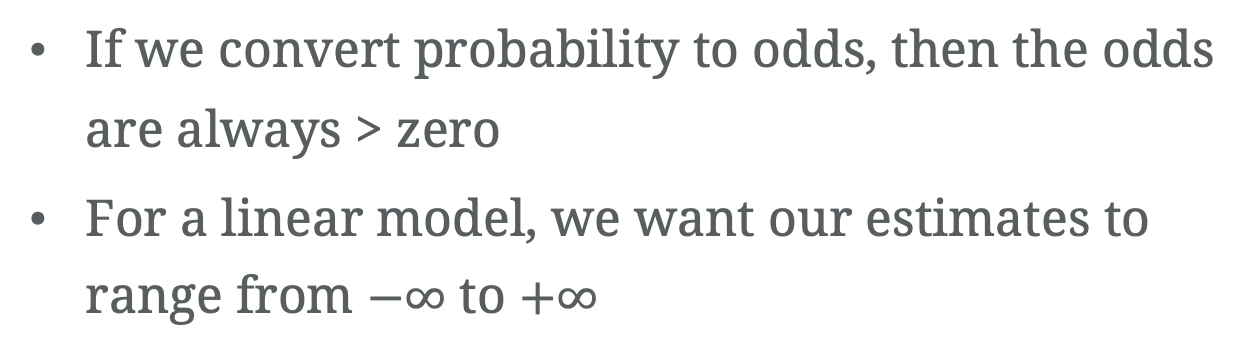 • If we convert probability to odds, then the odds
are always > zero
• For a linear model, we want our estimates to
range from −∞ to +∞